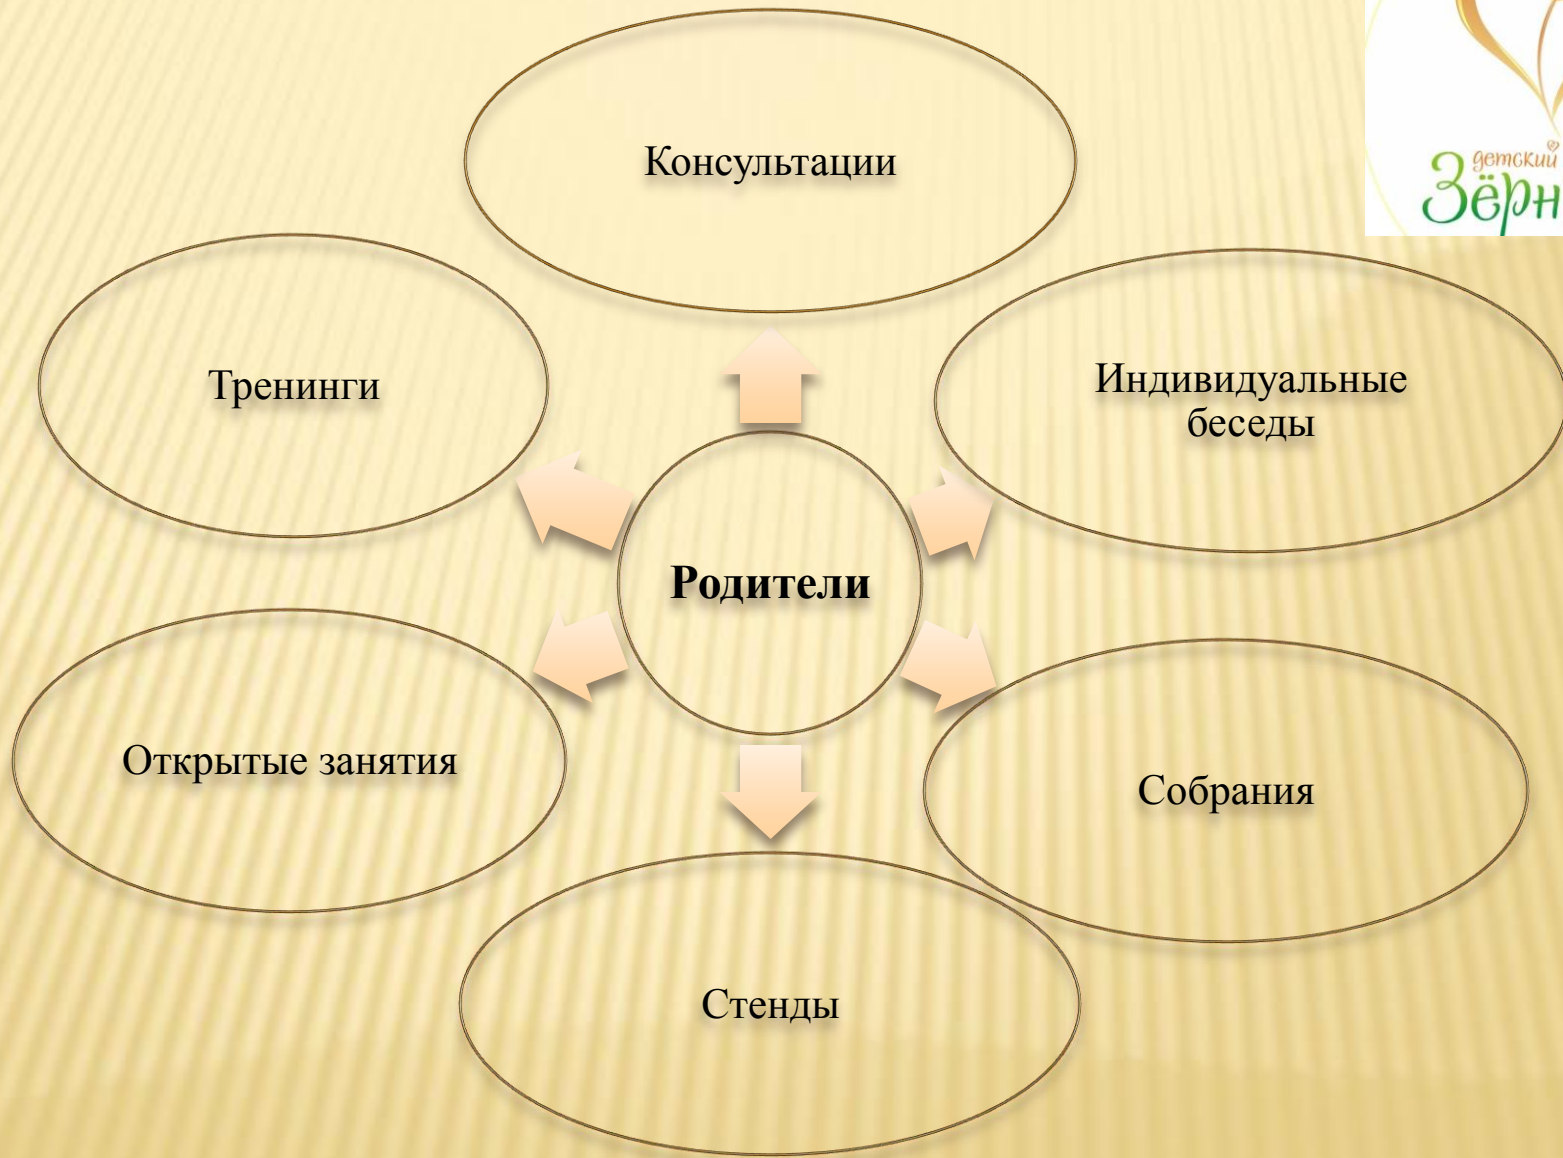 Консультации
детский
Зёрн
Тренинги
Индивидуальные
беседы
Родители
Открытые занятия
Собрания
Стенды